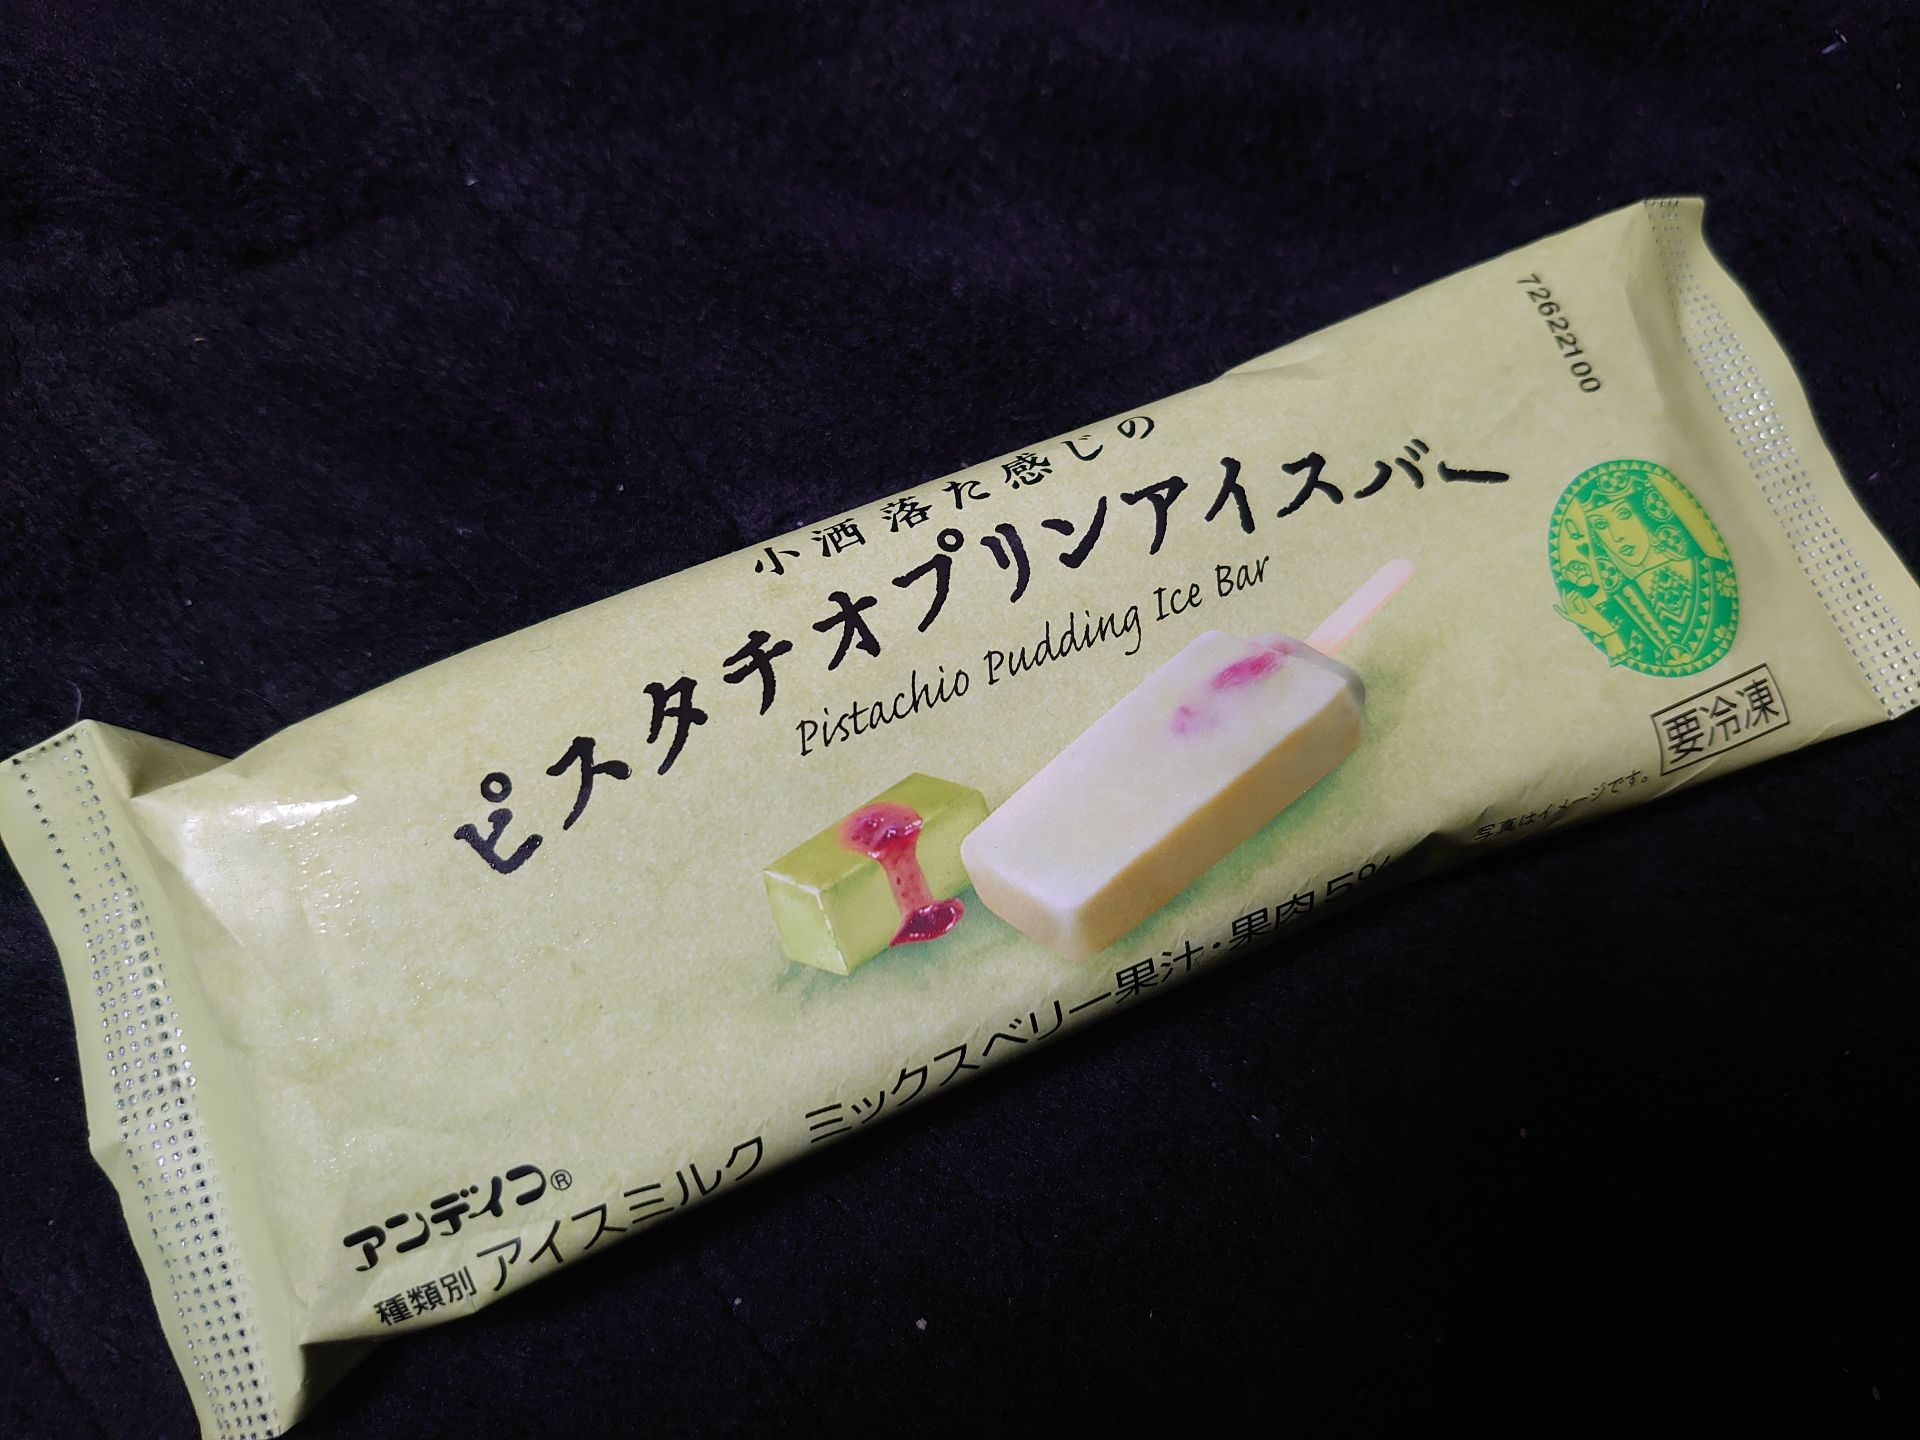 72622100
小洒落た感じの
ピスタチオプリンアイスバー
Pistachio Pudding Ice Bar
要冷凍
写真はイメージです。
アンデイコ®
種類別 アイスミルク ミックスベリー果汁・果肉5%